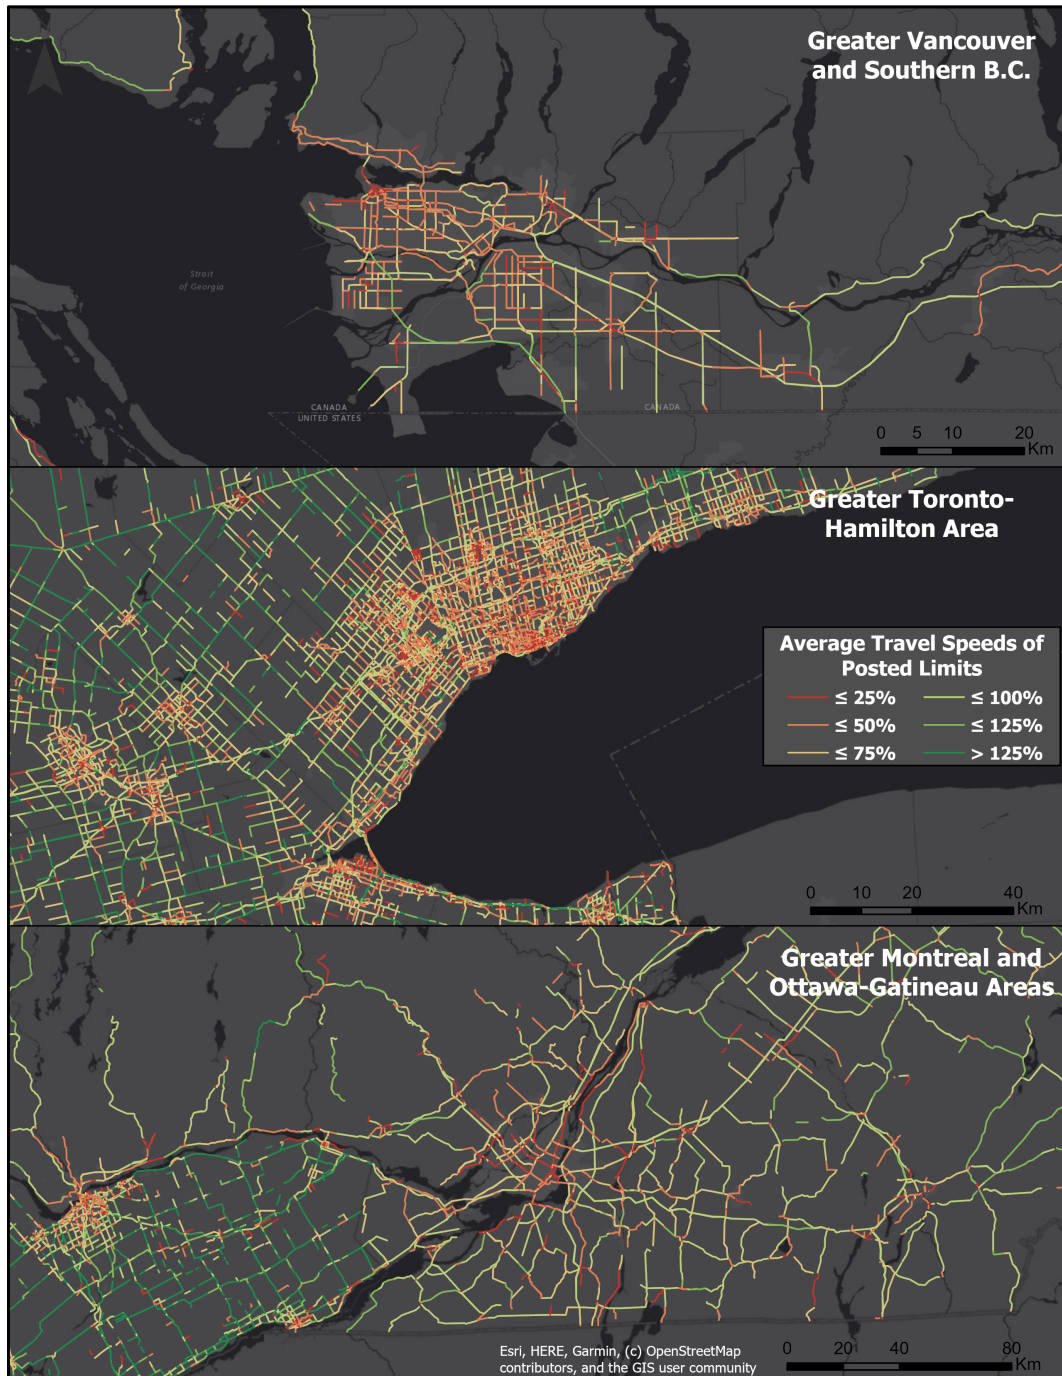 Greater Vancouver
and Southern B.C.
Strait
of Georgia
CANADA
UNITED STATES
CANADA
0 5 10 20
Km
Greater Toronto-
Hamilton Area
Average Travel Speeds of
Posted Limits
≤ 25% ≤ 100%
≤ 50% ≤ 125%
≤ 75% > 125%
0 10 20 40
Km
Greater Montreal and
Ottawa-Gatineau Areas
Esri, HERE, Garmin, (c) OpenStreetMap
contributors, and the GIS user community
0 20 40 80
Km